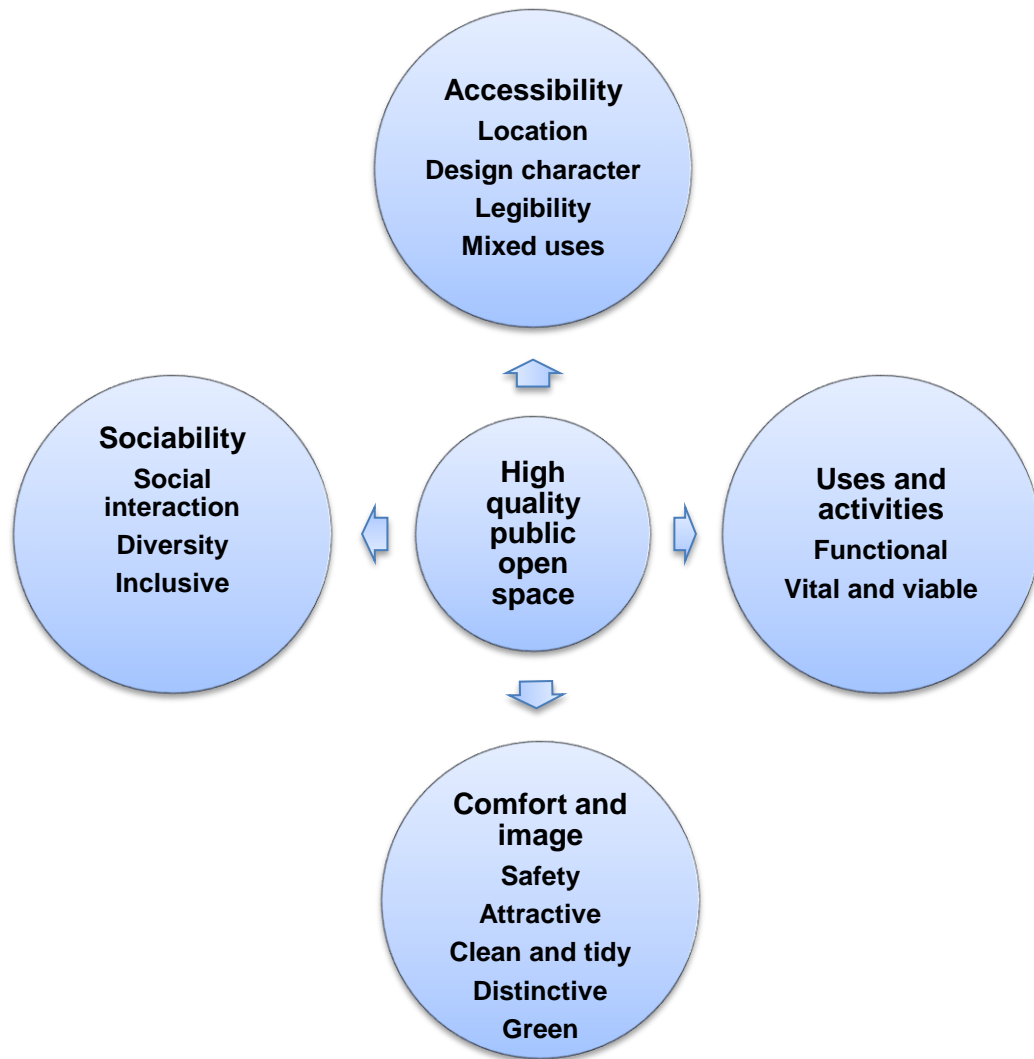 Accessibility
Location
Design character
Legibility
Mixed uses
Sociability
Social
interaction
Diversity
Inclusive
High
quality
public
open
space
Uses and
activities
Functional
Vital and viable
Comfort and
image
Safety
Attractive
Clean and tidy
Distinctive
Green